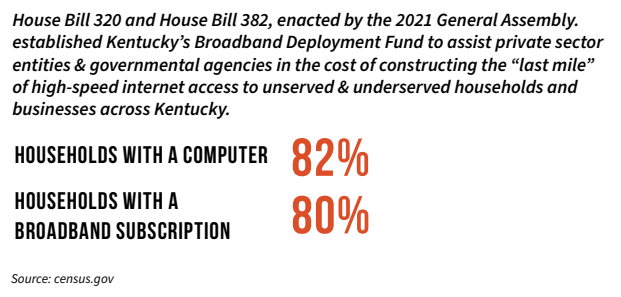 House Bill 320 and House Bill 382, enacted by the 2021 General Assembly.
established Kentucky's Broadband Deployment Fund to assist private sector
entities & governmental agencies in the cost of constructing the “last mile”
of high-speed internet access to unserved & underserved households and
businesses across Kentucky.
HOUSEHOLDS WITH A COMPUTER 82%
HOUSEHOLDS WITH A
BROADBAND SUBSCRIPTION 80%
Source: census.gov